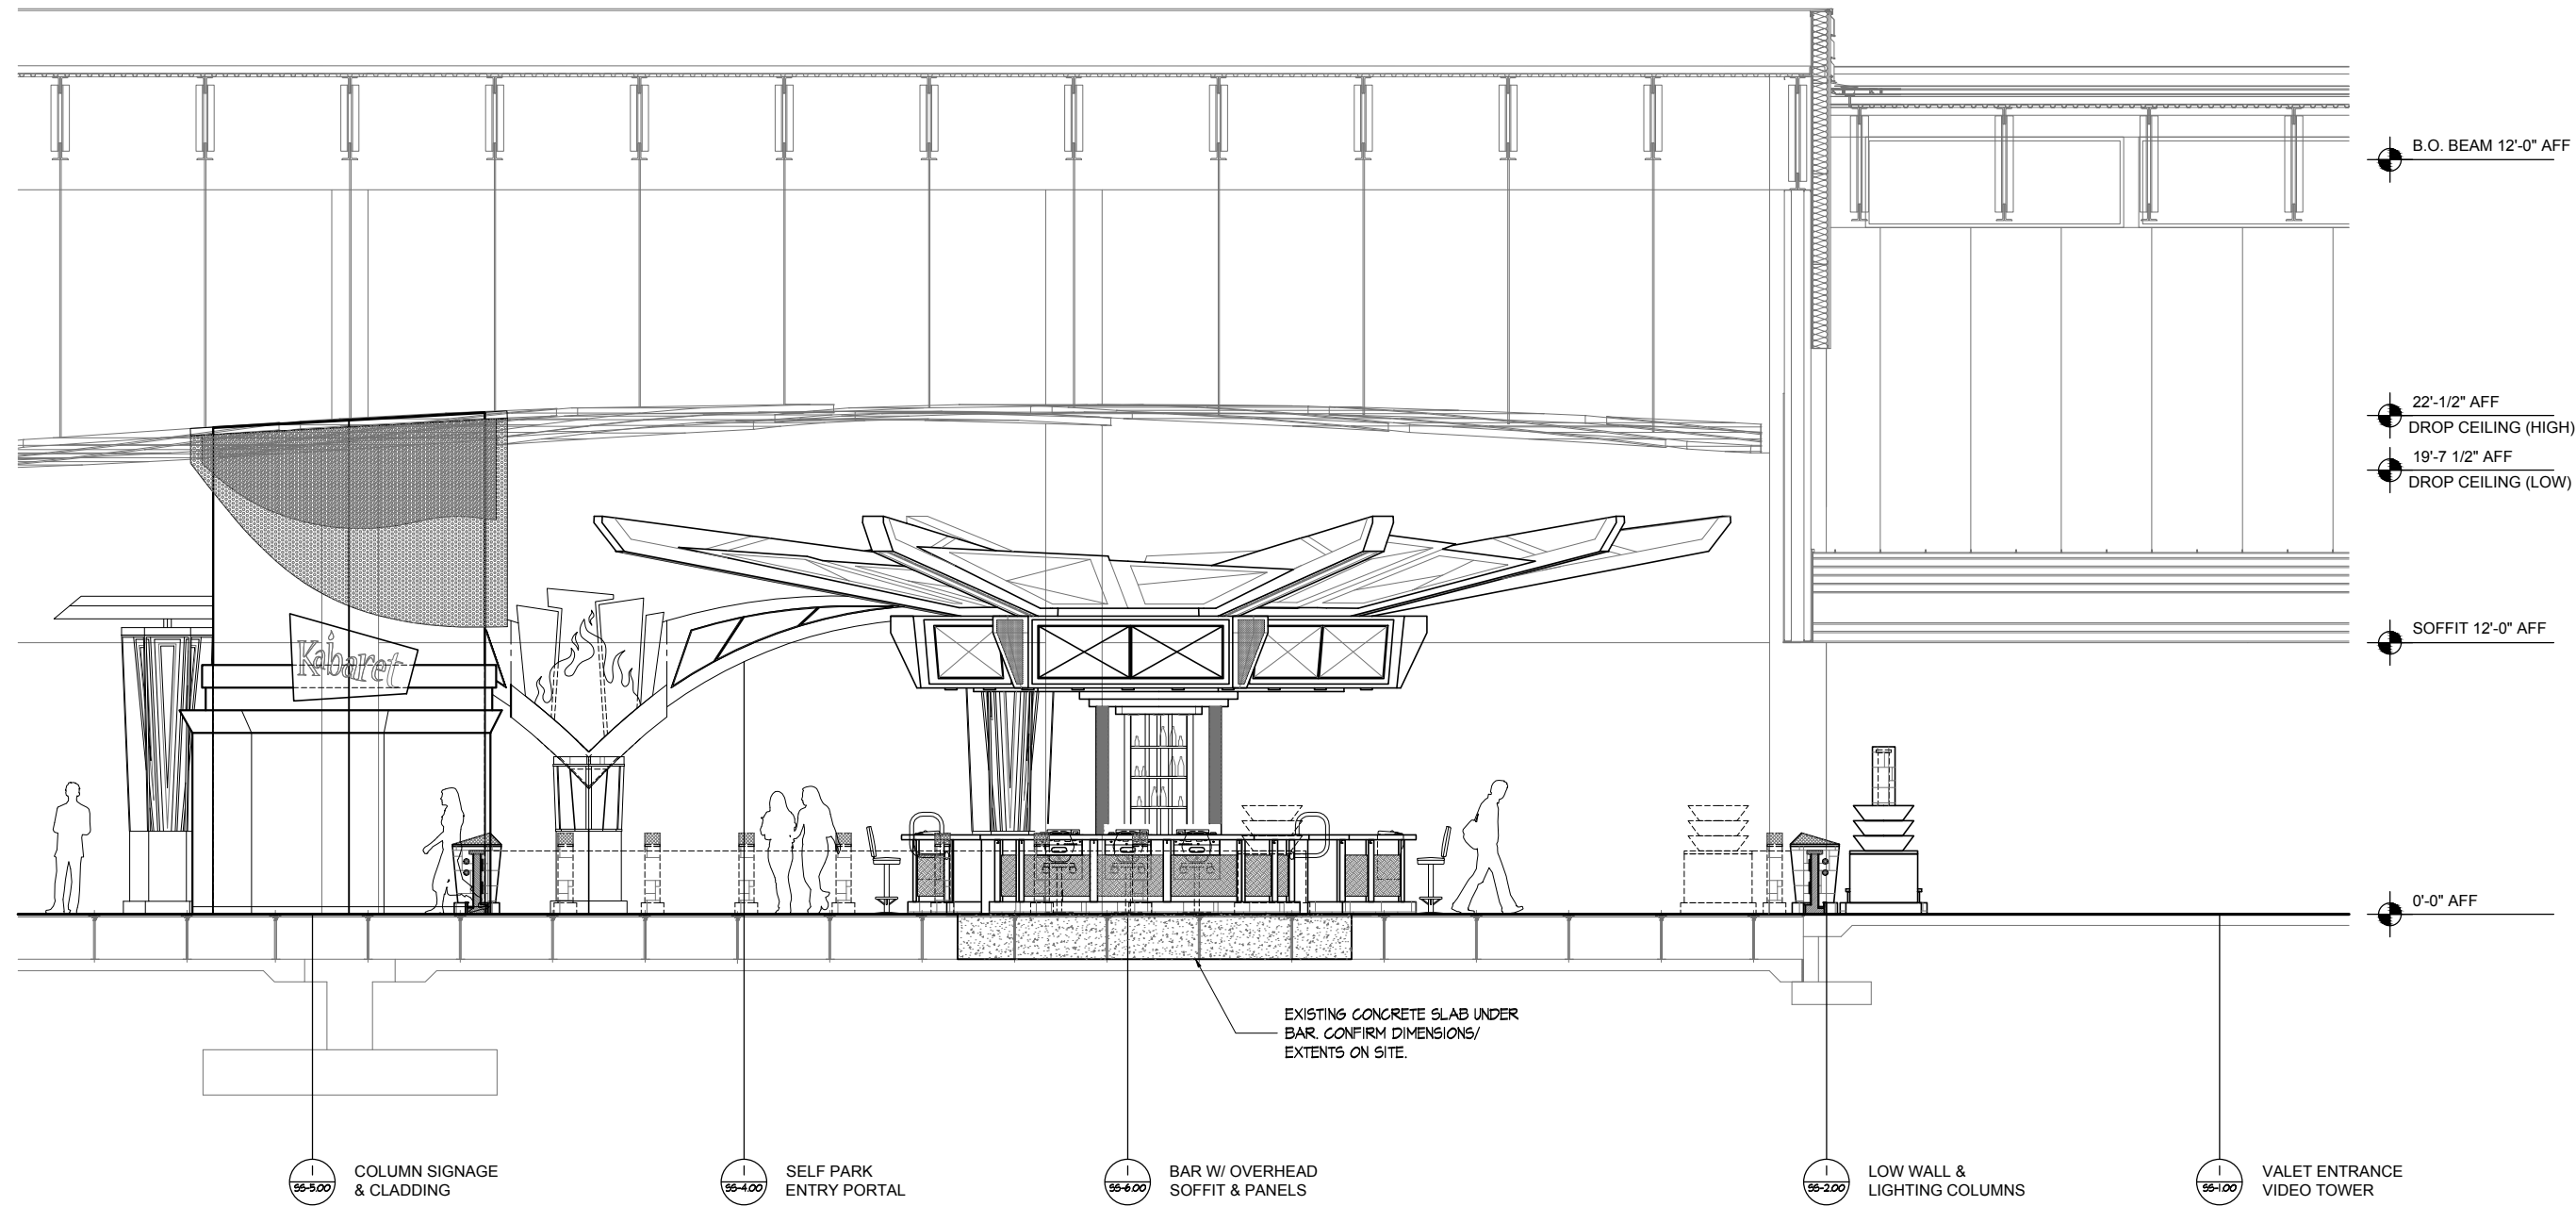 B.O. BEAM 12'-0" AFF
22'-1/2" AFF
DROP CEILING (HIGH)
19'-7 1/2" AFF
DROP CEILING (LOW)
SOFFIT 12'-0" AFF
Kabaret
0'-0" AFF
EXISTING CONCRETE SLAB UNDER
BAR. CONFIRM DIMENSIONS/
EXTENTS ON SITE.
1
SS-5.00
COLUMN SIGNAGE
& CLADDING
1
SS-4.00
SELF PARK
ENTRY PORTAL
1
SS-6.00
BAR W/ OVERHEAD
SOFFIT & PANELS
1
SS-2.00
LOW WALL &
LIGHTING COLUMNS
1
SS-1.00
VALET ENTRANCE
VIDEO TOWER